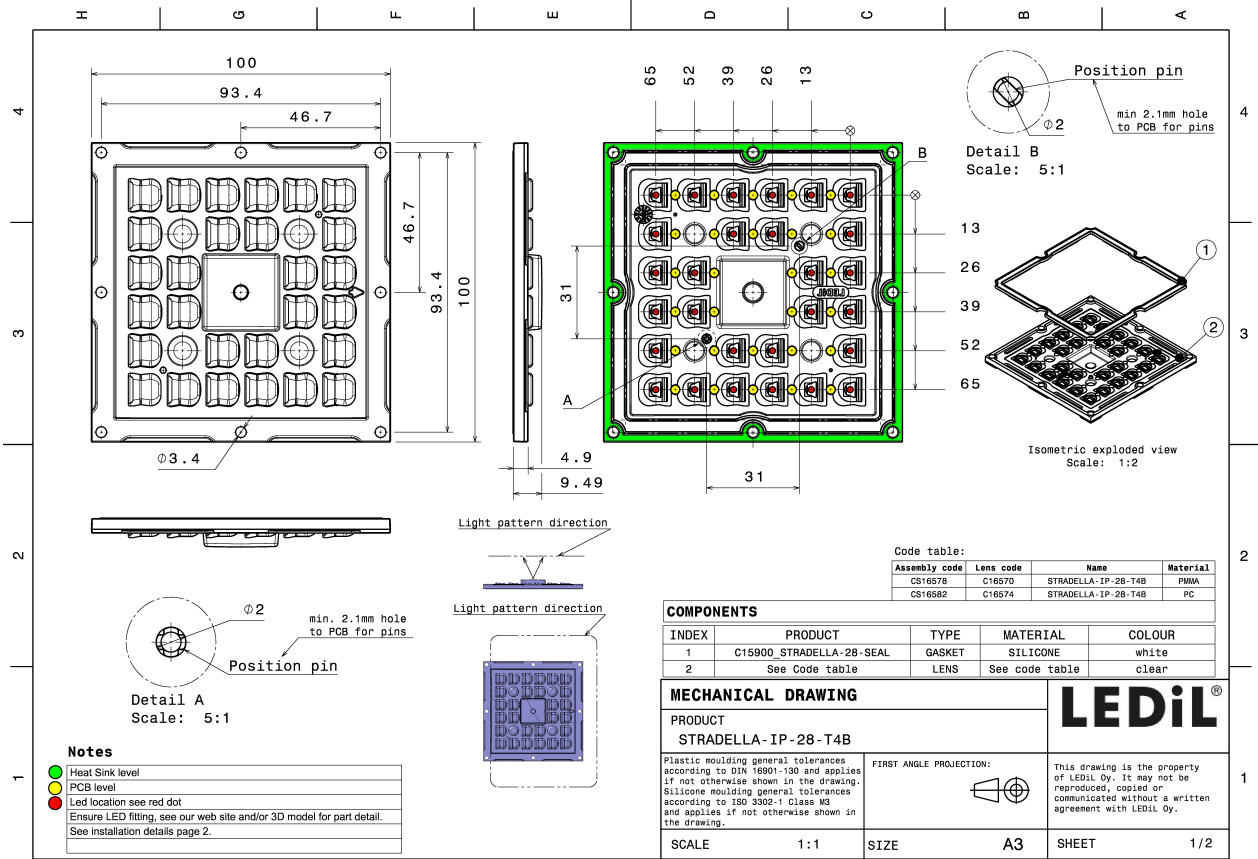 H G F E D C B A
4
3
2
1
4
3
2
1
100
93.4
46.7
46.7
93.4
100
Φ3.4
4.9
9.49
65 52 39 26 13
13
26
39
52
65
31
31
A
B
LEDiL
Position pin
min 2.1mm hole
to PCB for pins
Φ2
Detail B
Scale: 5:1
1
2
Isometric exploded view
Scale: 1:2
Light pattern direction
Light pattern direction
Φ2
min. 2.1mm hole
to PCB for pins
Position pin
Detail A
Scale: 5:1
Notes
Heat Sink level
PCB level
Led location see red dot
Ensure LED fitting, see our web site and/or 3D model for part detail.
See installation details page 2.
Code table:
Assembly code Lens code Name Material
CS16578 C16570 STRADELLA-IP-28-T4B PMMA
CS16582 C16574 STRADELLA-IP-28-T4B PC
COMPONENTS
INDEX PRODUCT TYPE MATERIAL COLOUR
1 C15900_STRADELLA-28-SEAL GASKET SILICONE white
2 See Code table LENS See code table clear
MECHANICAL DRAWING
PRODUCT
STRADELLA-IP-28-T4B
LEDiL®
Plastic moulding general tolerances
according to DIN 16901-130 and applies
if not otherwise shown in the drawing.
Silicone moulding general tolerances
according to ISO 3302-1 Class M3
and applies if not otherwise shown in
the drawing.
FIRST ANGLE PROJECTION:
This drawing is the property
of LEDiL Oy. It may not be
reproduced, copied or
communicated without a written
agreement with LEDiL Oy.
SCALE 1:1 SIZE A3 SHEET 1/2